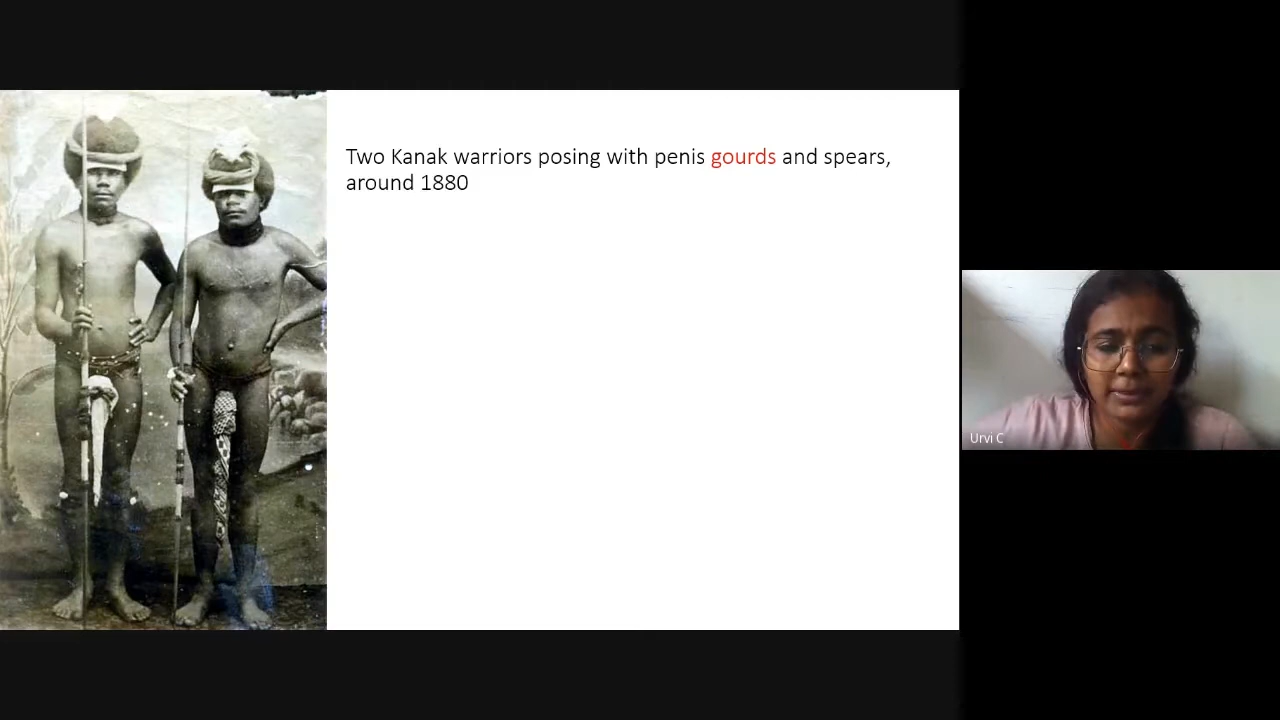 Two Kanak warriors posing with penis gourds and spears,
around 1880
Urvi C